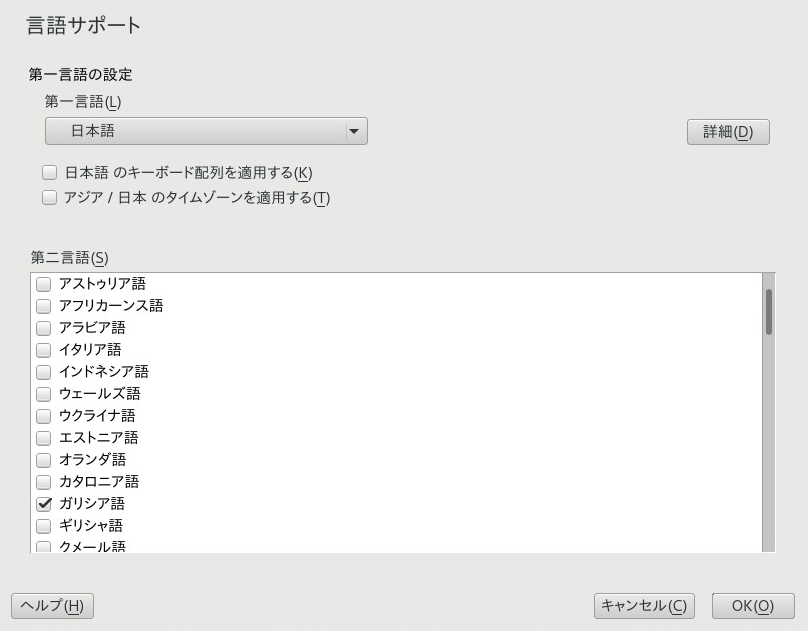 言語サポート
第一言語の設定
第一言語(L)
日本語
詳細(D)
日本語 のキーボード配列を適用する(K)
アジア / 日本 のタイムゾーンを適用する(T)
第二言語(S)
アストゥリア語
アフリカーンス語
アラビア語
イタリア語
インドネシア語
ウェールズ語
ウクライナ語
エストニア語
オランダ語
カタロニア語
ガリシア語
ギリシャ語
クメール語
ヘルプ(H)
キャンセル(C)
OK(O)